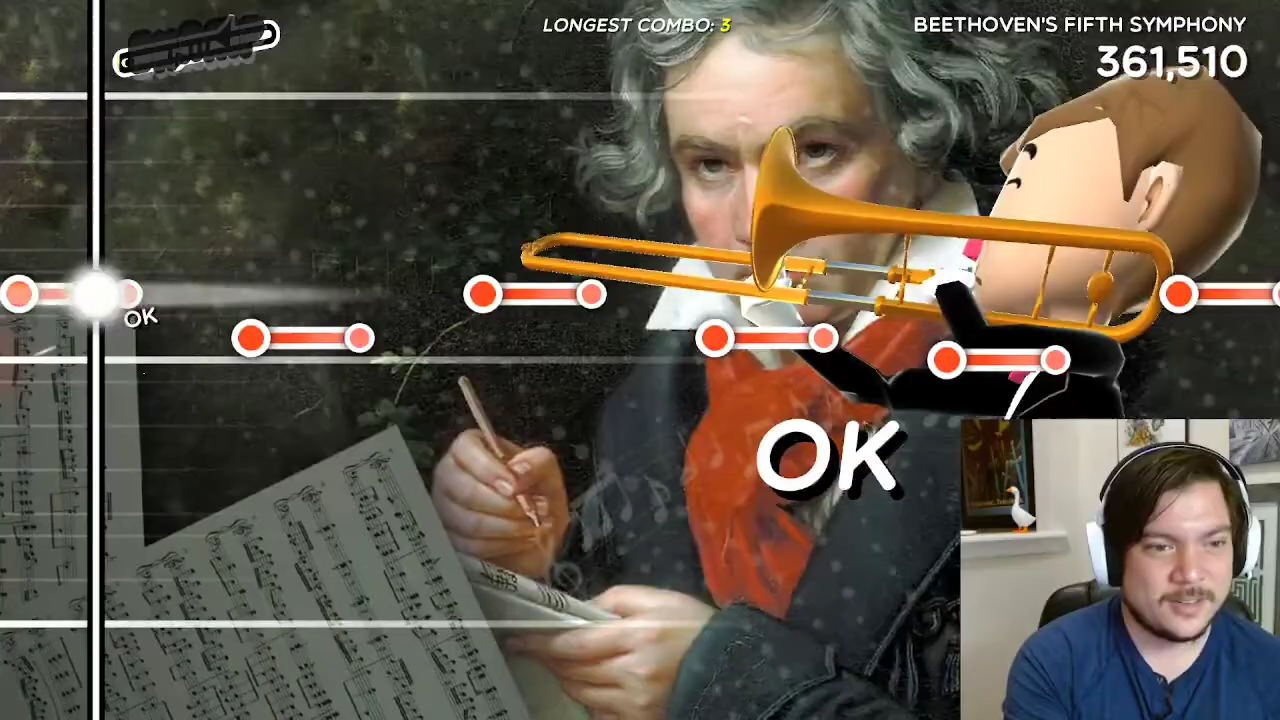 LONGEST COMBO: 3
BEETHOVEN'S FIFTH SYMPHONY
361,510
OK
OK